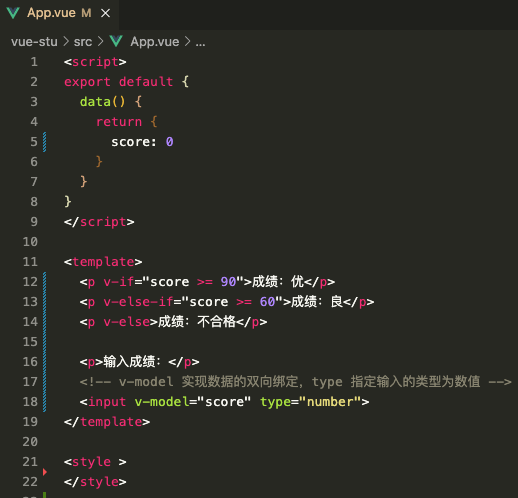 App.vue M ×
vue-stu > src > App.vue > ...
1 <script>
2 export default {
3   data() {
4     return {
5       score: 0
6     }
7   }
8 }
9 </script>
10
11 <template>
12   <p v-if="score >= 90">成绩：优</p>
13   <p v-else-if="score >= 60">成绩：良</p>
14   <p v-else>成绩：不合格</p>
15
16   <p>输入成绩：</p>
17   <!-- v-model 实现数据的双向绑定，type 指定输入的类型为数值 -->
18   <input v-model="score" type="number">
19 </template>
20
21 <style >
22 </style>